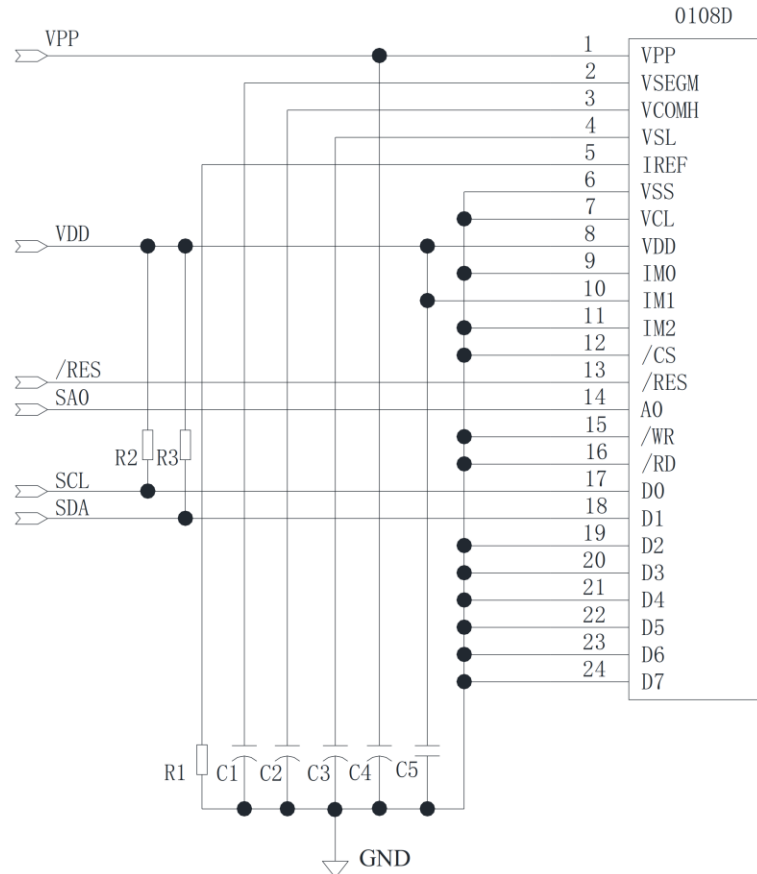 0108D
VPP 1 VPP
2 VSEGM
3 VCOMH
4 VSL
5 IREF
6 VSS
7 VCL
VDD 8 VDD
9 IM0
10 IM1
11 IM2
12 /CS
/RES 13 /RES
SA0 14 A0
15 /WR
R2 R3 16 /RD
SCL 17 D0
SDA 18 D1
19 D2
20 D3
21 D4
22 D5
23 D6
24 D7
R1 C1 C2 C3 C4 C5
GND